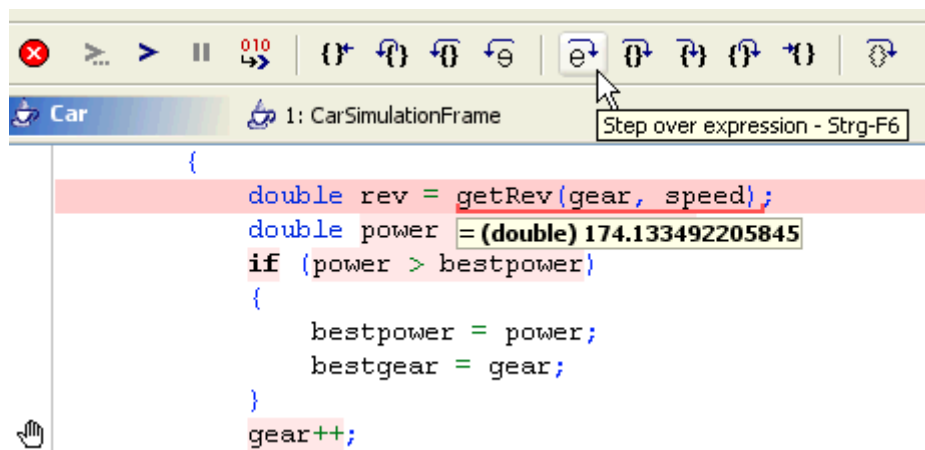 010
Car
1: CarSimulationFrame
Step over expression - Strg-F6
{
double rev = getRev(gear, speed);
double power
= (double) 174.133492205845
if (power > bestpower)
{
bestpower = power;
bestgear = gear;
}
gear++;